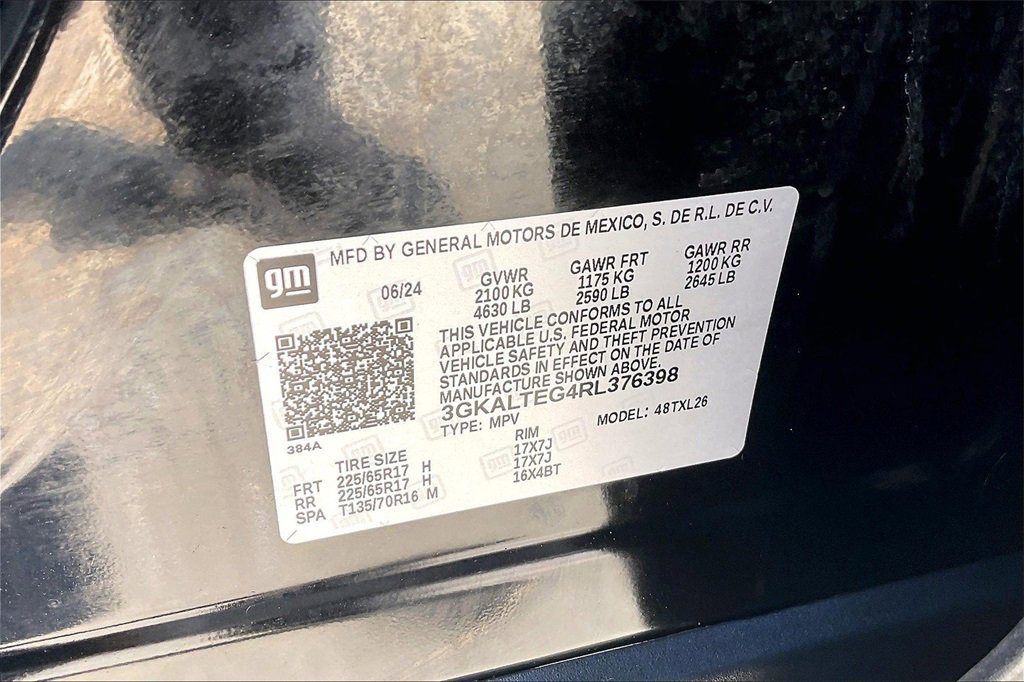 MFD BY GENERAL MOTORS DE MEXICO, S. DE R.L. DE C.V.
gm
06/24
GVWR
2100 KG
4630 LB
GAWR FRT
1175 KG
2590 LB
GAWR RR
1200 KG
2645 LB
THIS VEHICLE CONFORMS TO ALL
APPLICABLE U.S. FEDERAL MOTOR
VEHICLE SAFETY AND THEFT PREVENTION
STANDARDS IN EFFECT ON THE DATE OF
MANUFACTURE SHOWN ABOVE.
3GKALTEG4RL376398
TYPE: MPV
MODEL: 48TXL26
384A
TIRE SIZE
RIM
FRT 225/65R17 H 17X7J
RR 225/65R17 H 17X7J
SPA T135/70R16 M 16X4BT